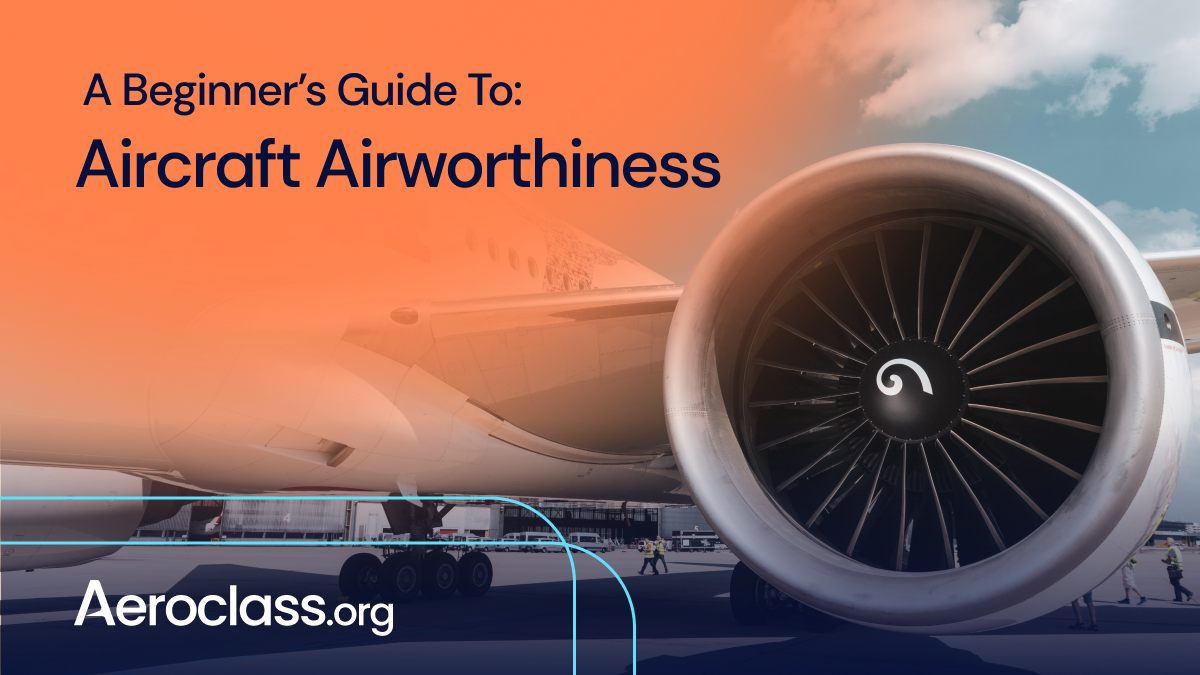 A Beginner’s Guide To:
Aircraft Airworthiness
Aeroclass.org